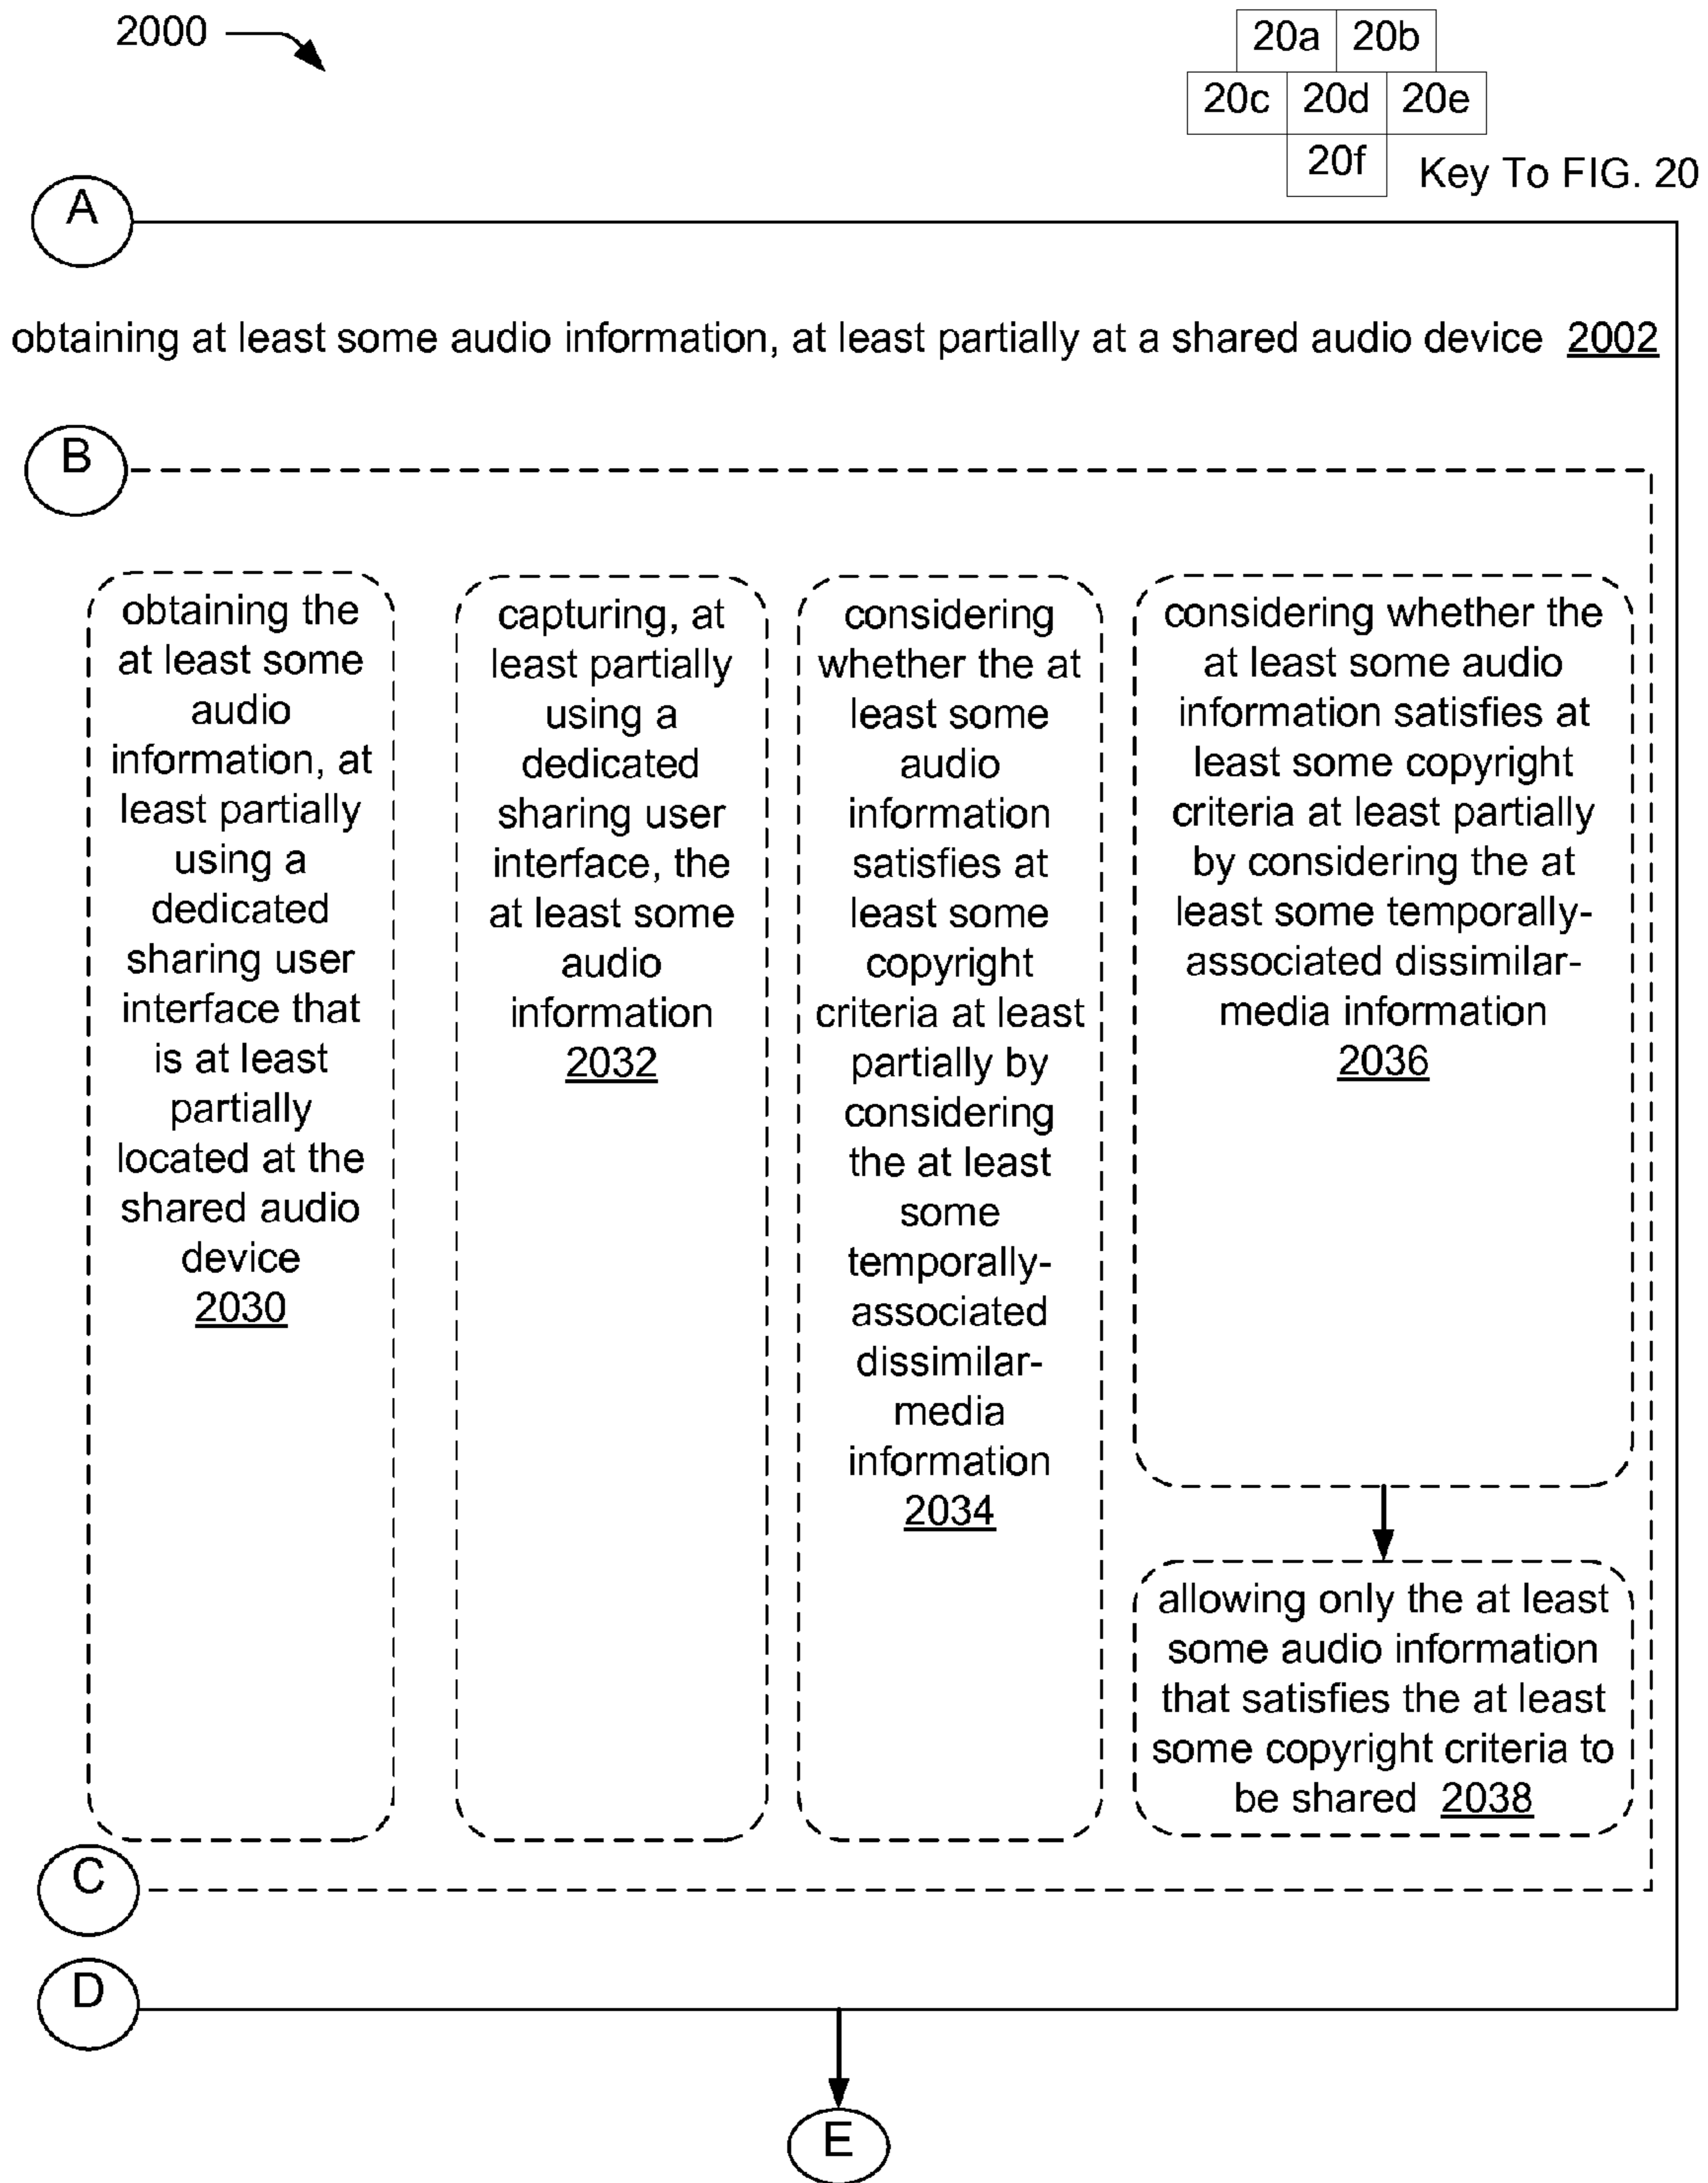 2000
20a 20b
20c 20d 20e
20f
Key To FIG. 20
A
obtaining at least some audio information, at least partially at a shared audio device 2002
B
obtaining the
at least some
audio
information, at
least partially
using a
dedicated
sharing user
interface that
is at least
partially
located at the
shared audio
device
2030
capturing, at
least partially
using a
dedicated
sharing user
interface, the
at least some
audio
information
2032
considering
whether the at
least some
audio
information
satisfies at
least some
copyright
criteria at least
partially by
considering
the at least
some
temporally-
associated
dissimilar-
media
information
2034
considering whether the
at least some audio
information satisfies at
least some copyright
criteria at least partially
by considering the at
least some temporally-
associated dissimilar-
media information
2036
allowing only the at least
some audio information
that satisfies the at least
some copyright criteria to
be shared 2038
C
D
E